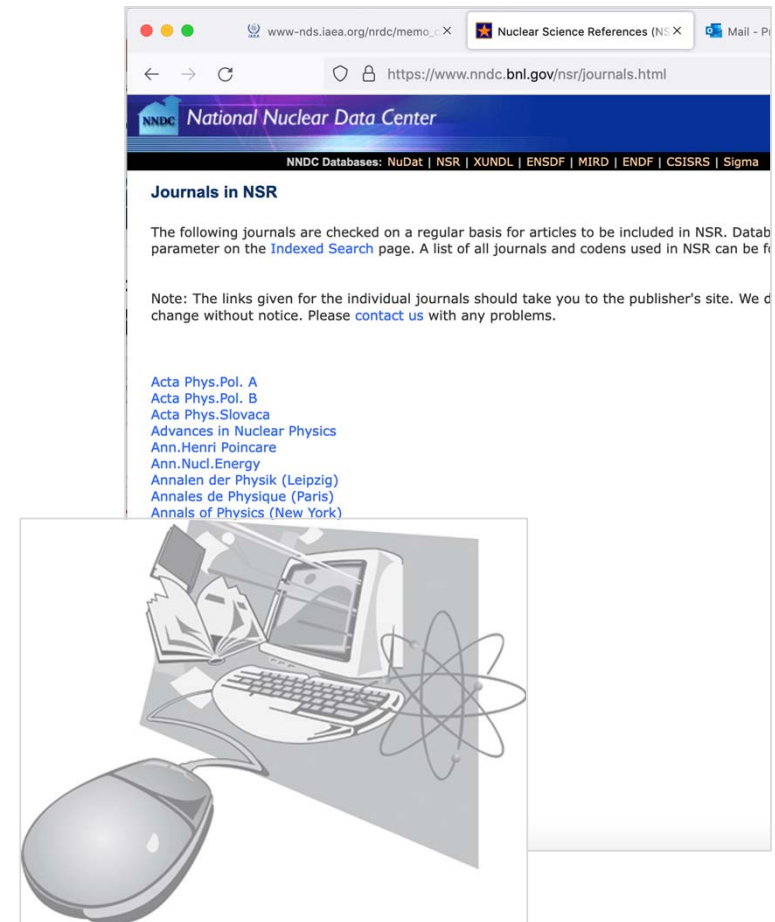 www-nds.iaea.org/nrdc/memo_
Nuclear Science References (NS
Mail - P
https://www.nndc.bnl.gov/nsr/journals.html
NNDC National Nuclear Data Center
NNDC Databases: NuDat | NSR | XUNDL | ENSDF | MIRD | ENDF | CSISRS | Sigma
Journals in NSR
The following journals are checked on a regular basis for articles to be included in NSR. Datab
parameter on the Indexed Search page. A list of all journals and codens used in NSR can be f
Note: The links given for the individual journals should take you to the publisher's site. We d
change without notice. Please contact us with any problems.
Acta Phys.Pol. A
Acta Phys.Pol. B
Acta Phys.Slovaca
Advances in Nuclear Physics
Ann.Henri Poincare
Ann.Nucl.Energy
Annalen der Physik (Leipzig)
Annales de Physique (Paris)
Annals of Physics (New York)